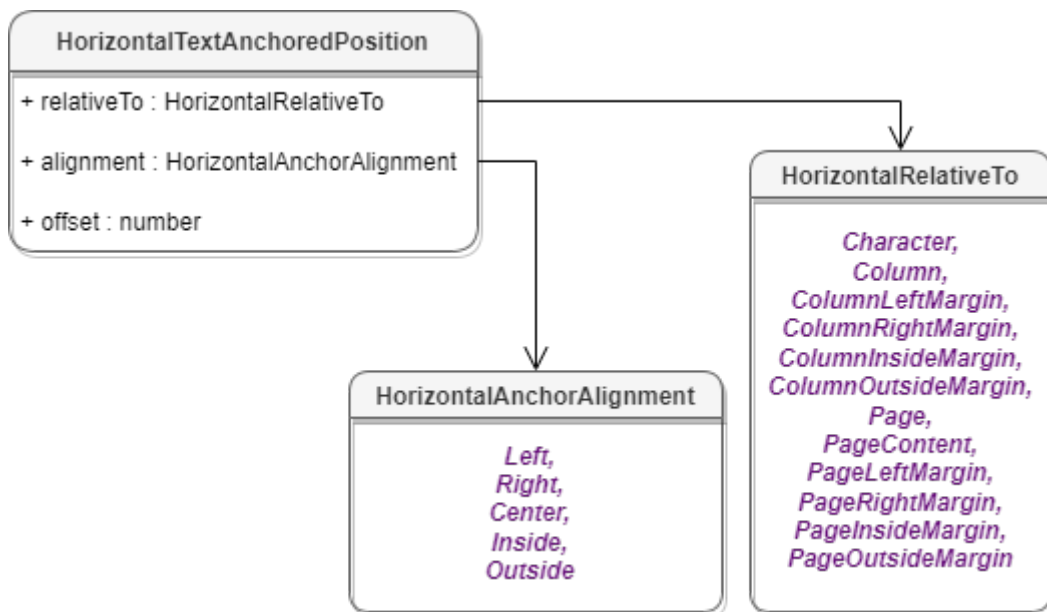 HorizontalTextAnchoredPosition
+ relativeTo : HorizontalRelativeTo
+ alignment : HorizontalAnchorAlignment
+ offset : number
HorizontalRelativeTo
Character,
Column,
ColumnLeftMargin,
ColumnRightMargin,
ColumnInsideMargin,
ColumnOutsideMargin,
Page,
PageContent,
PageLeftMargin,
PageRightMargin,
PageInsideMargin,
PageOutsideMargin
HorizontalAnchorAlignment
Left,
Right,
Center,
Inside,
Outside